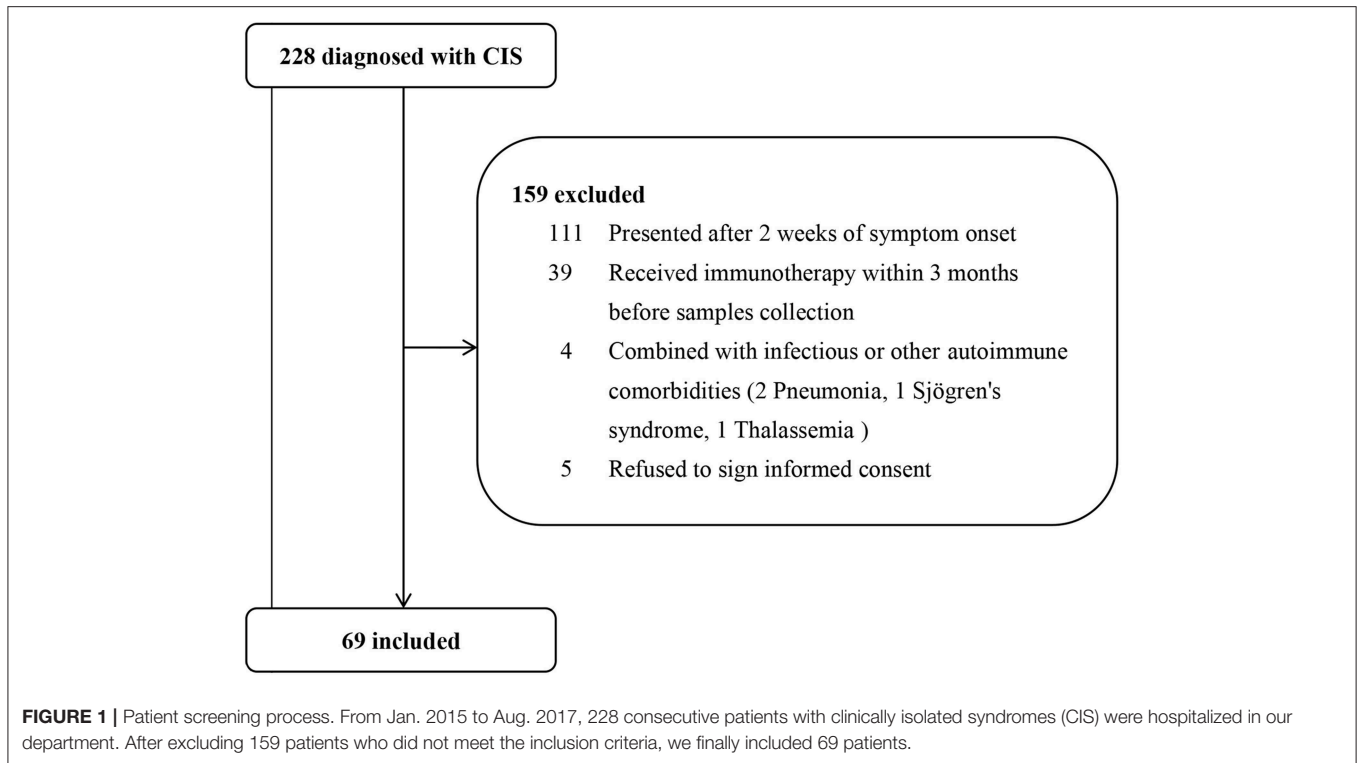 228 diagnosed with CIS
159 excluded
111 Presented after 2 weeks of symptom onset
39 Received immunotherapy within 3 months
before samples collection
4 Combined with infectious or other autoimmune
comorbidities (2 Pneumonia, 1 Sjögren's
syndrome, 1 Thalassemia )
5 Refused to sign informed consent
69 included
FIGURE 1 | Patient screening process. From Jan. 2015 to Aug. 2017, 228 consecutive patients with clinically isolated syndromes (CIS) were hospitalized in our
department. After excluding 159 patients who did not meet the inclusion criteria, we finally included 69 patients.